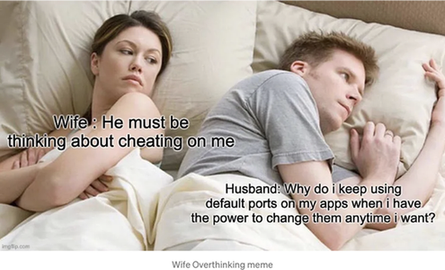 Wife : He must be
thinking about cheating on me
Husband: Why do i keep using
default ports on my apps when i have
the power to change them anytime i want?
imgflip.com
Wife Overthinking meme